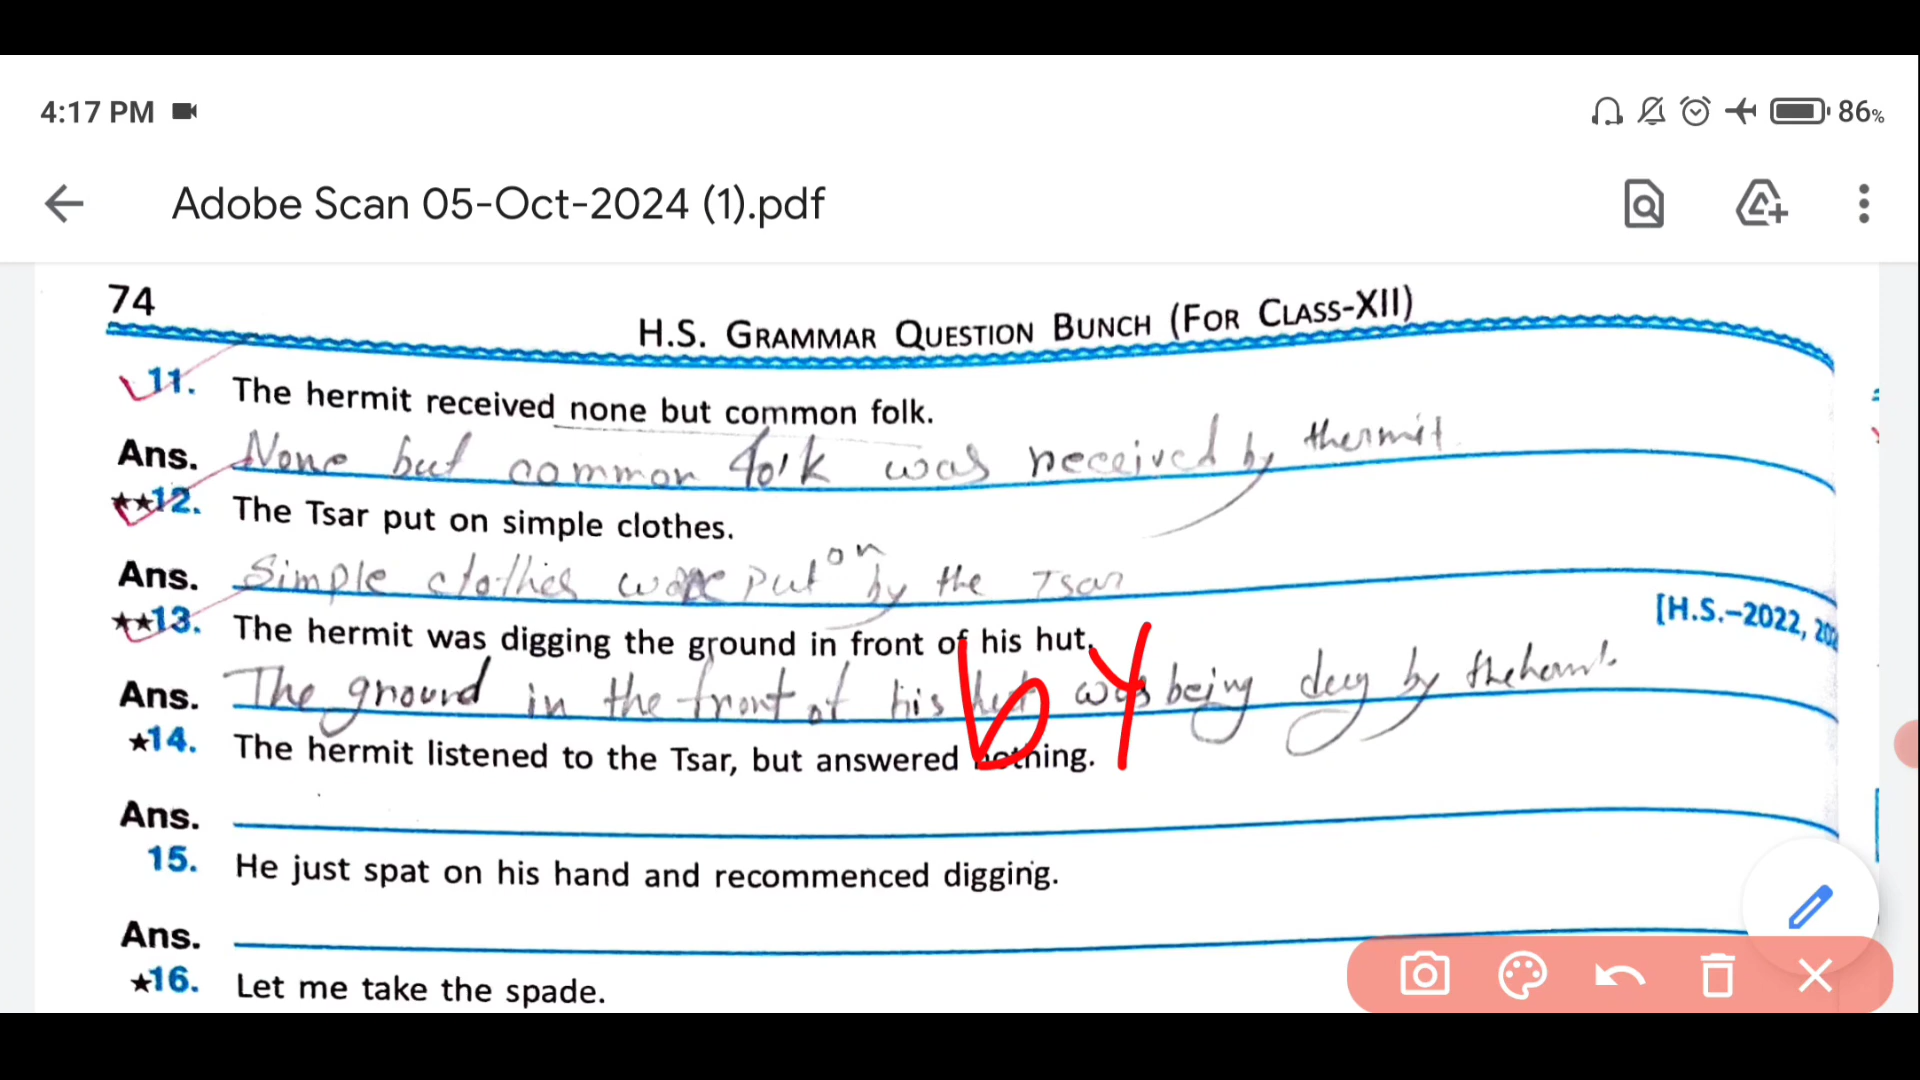 4:17 PM
86%
Adobe Scan 05-Oct-2024 (1).pdf
74
H.S. GRAMMAR QUESTION BUNCH (FOR CLASS-XII)
11. The hermit received none but common folk.
Ans. None but common folk was received by thermit
★★12. The Tsar put on simple clothes.
on
Ans. Simple clothes were put by the Tsar
★★13. The hermit was digging the ground in front of his hut. [H.S.-2022,
Ans. The ground in the front of his hut was being by
by
★14. The hermit listened to the Tsar, but answered nothing.
Ans.
15. He just spat on his hand and recommenced digging.
Ans.
★16. Let me take the spade.